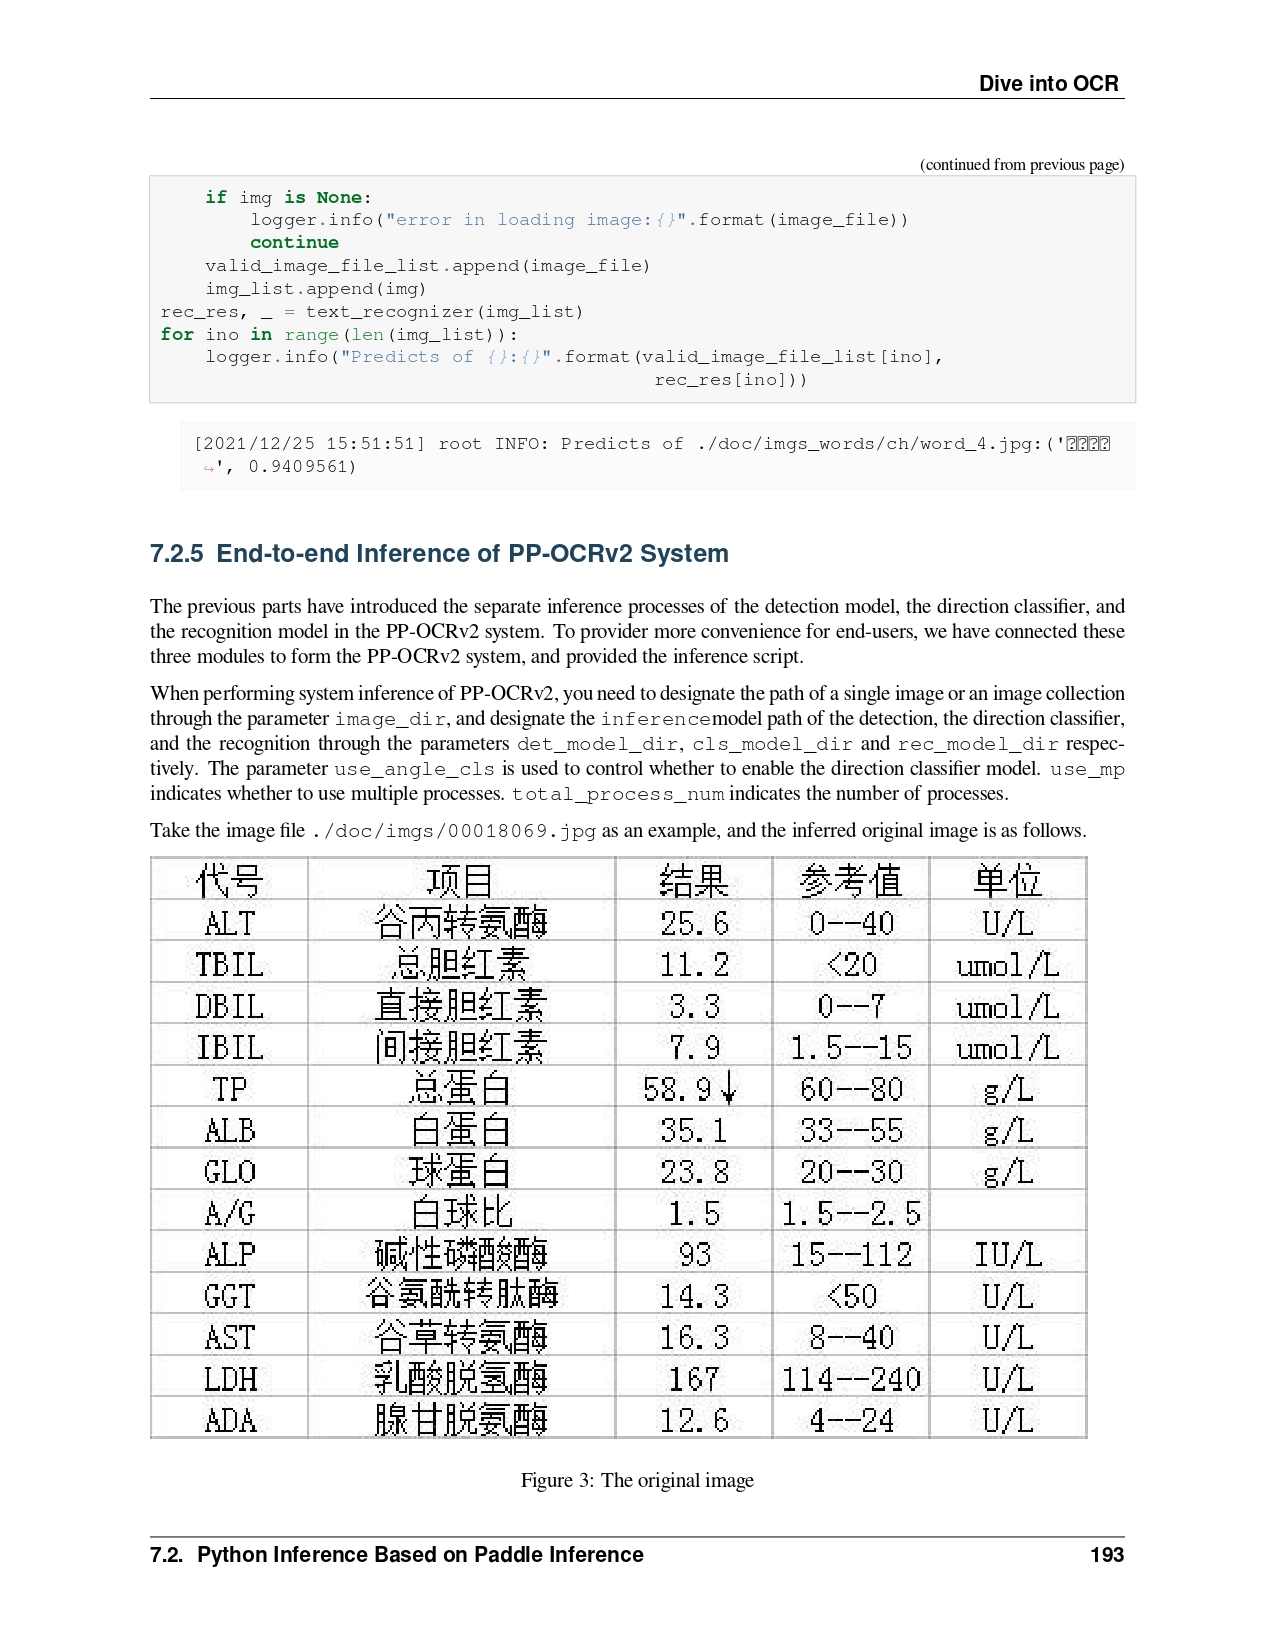 Dive into OCR
(continued from previous page)
    if img is None:
        logger.info("error in loading image:{}".format(image_file))
        continue
    valid_image_file_list.append(image_file)
    img_list.append(img)
rec_res, _ = text_recognizer(img_list)
for ino in range(len(img_list)):
    logger.info("Predicts of {}:{}".format(valid_image_file_list[ino],
                                            rec_res[ino]))
[2021/12/25 15:51:51] root INFO: Predicts of ./doc/imgs_words/ch/word_4.jpg:('
↪', 0.9409561)
7.2.5 End-to-end Inference of PP-OCRv2 System
The previous parts have introduced the separate inference processes of the detection model, the direction classifier, and
the recognition model in the PP-OCRv2 system. To provider more convenience for end-users, we have connected these
three modules to form the PP-OCRv2 system, and provided the inference script.
When performing system inference of PP-OCRv2, you need to designate the path of a single image or an image collection
through the parameter image_dir, and designate the inferencemodel path of the detection, the direction classifier,
and the recognition through the parameters det_model_dir, cls_model_dir and rec_model_dir respec-
tively. The parameter use_angle_cls is used to control whether to enable the direction classifier model. use_mp
indicates whether to use multiple processes. total_process_num indicates the number of processes.
Take the image file ./doc/imgs/00018069.jpg as an example, and the inferred original image is as follows.
代号 项目 结果 参考值 单位
ALT 谷丙转氨酶 25.6 0--40 U/L
TBIL 总胆红素 11.2 <20 umol/L
DBIL 直接胆红素 3.3 0--7 umol/L
IBIL 间接胆红素 7.9 1.5--15 umol/L
TP 总蛋白 58.9↓ 60--80 g/L
ALB 白蛋白 35.1 33--55 g/L
GLO 球蛋白 23.8 20--30 g/L
A/G 白球比 1.5 1.5--2.5
ALP 碱性磷酸酶 93 15--112 IU/L
GGT 谷氨酰转肽酶 14.3 <50 U/L
AST 谷草转氨酶 16.3 8--40 U/L
LDH 乳酸脱氢酶 167 114--240 U/L
ADA 腺甘脱氨酶 12.6 4--24 U/L
Figure 3: The original image
7.2. Python Inference Based on Paddle Inference 193